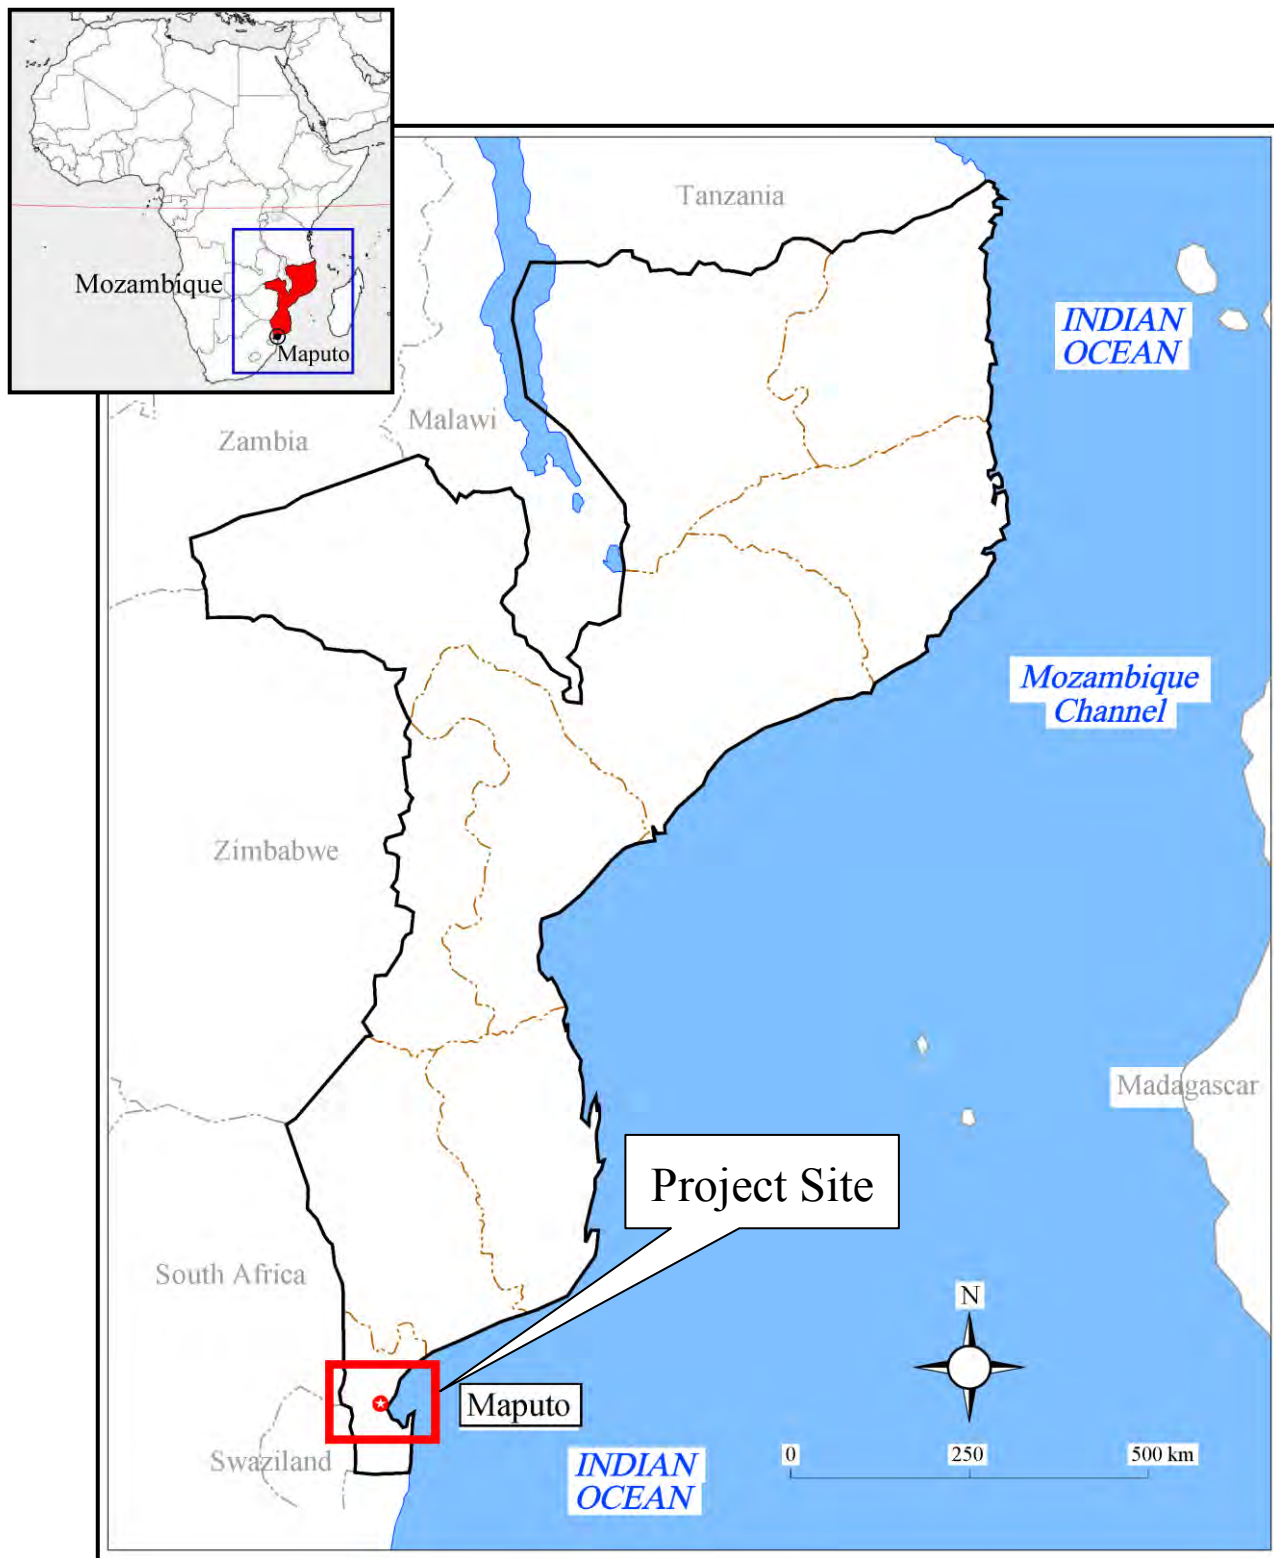 Mozambique
Maputo
Tanzania
INDIAN
OCEAN
Malawi
Zambia
Mozambique
Channel
Zimbabwe
Madagascar
Project Site
South Africa
N
Maputo
Swaziland
INDIAN
OCEAN
0 250 500 km